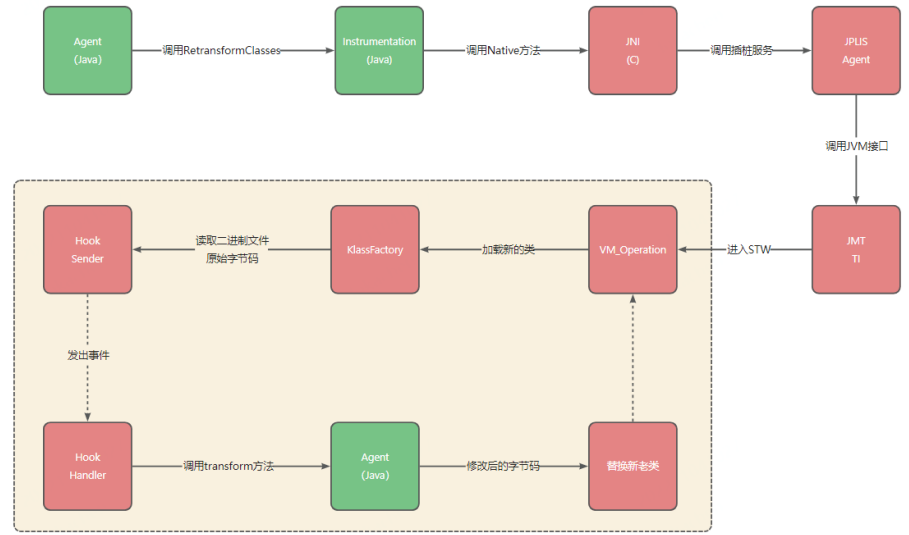 Agent
(Java)
调用RetransformClasses
Instrumentation
(Java)
调用Native方法
JNI
(C)
调用插桩服务
JPLIS
Agent
调用JVM接口
JMT
TI
进入STW
VM_Operation
加载新的类
KlassFactory
读取二进制文件
原始字节码
Hook
Sender
发出事件
Hook
Handler
调用transform方法
Agent
(Java)
修改后的字节码
替换新老类